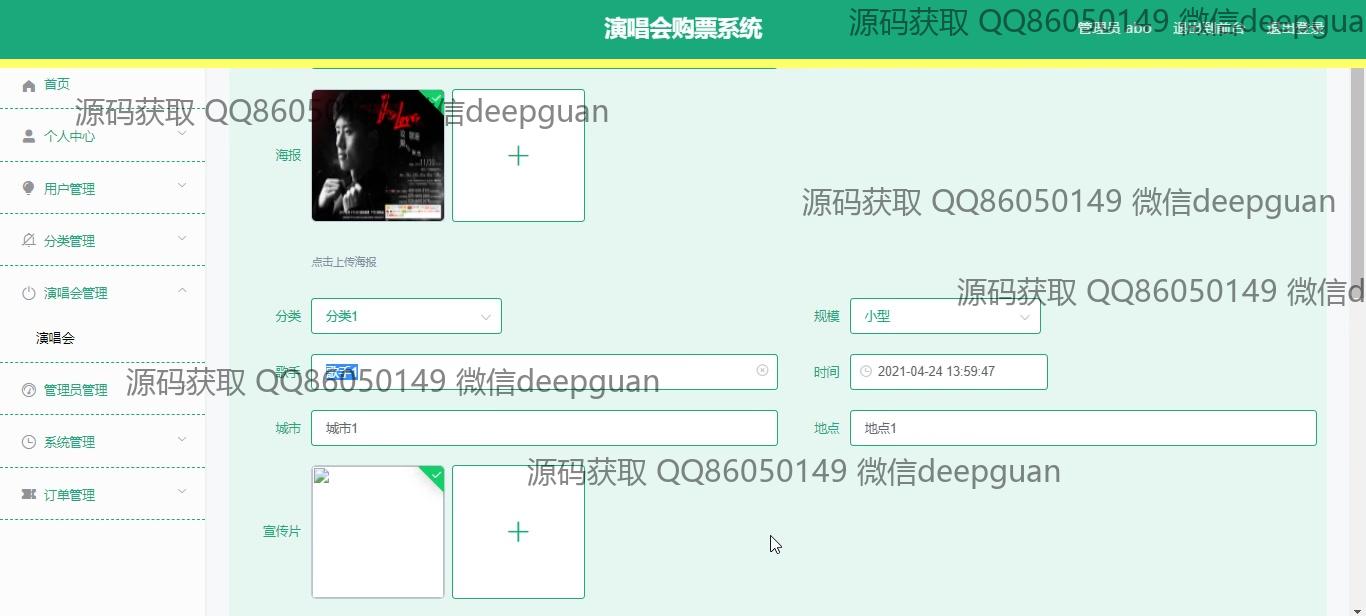 演唱会购票系统
管理员 abo 退出到前台 退出登录
源码获取 QQ86050149 微信deepgua
首页
源码获取 QQ86050149 微信deepguan
个人中心
用户管理
分类管理
演唱会管理
演唱会
管理员管理
系统管理
订单管理
海报
Love
11/30
源码获取 QQ86050149 微信deepguan
点击上传海报
源码获取 QQ86050149 微信d
分类 分类1 规模 小型
歌手 歌手1 时间 2021-04-24 13:59:47
源码获取 QQ86050149 微信deepguan
城市 城市1 地点 地点1
源码获取 QQ86050149 微信deepguan
宣传片